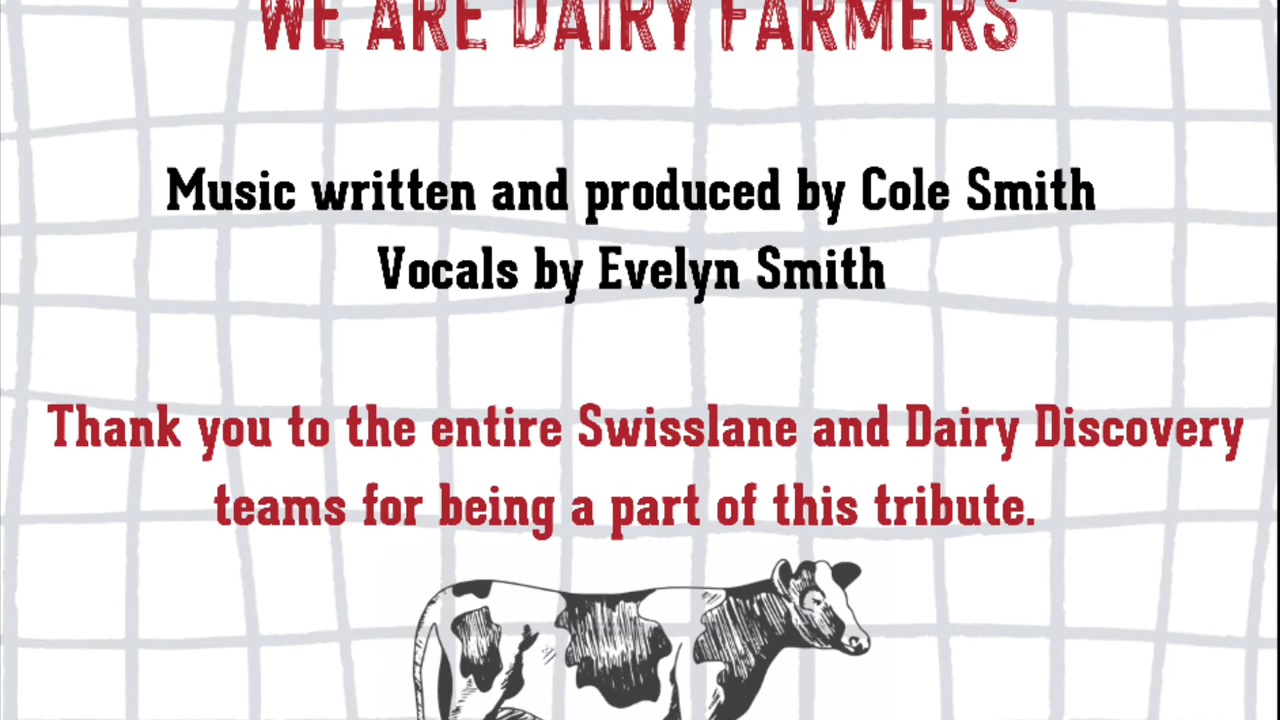 WE ARE DAIRY FARMERS
Music written and produced by Cole Smith
Vocals by Evelyn Smith
Thank you to the entire Swisslane and Dairy Discovery
teams for being a part of this tribute.